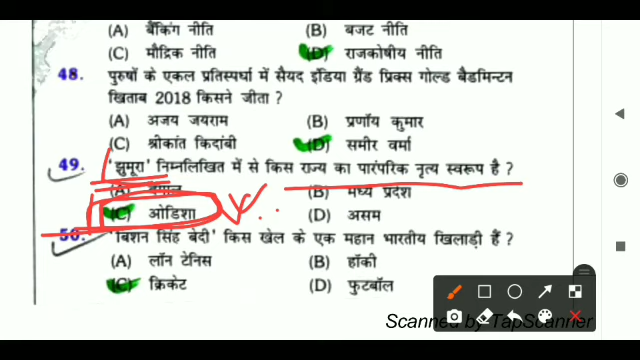 (A) बैंकिंग नीति (B) बजट नीति
(C) मौद्रिक नीति (D) राजकोषीय नीति
48. पुरुषों के एकल प्रतिस्पर्धा में सैयद इंडिया ग्रैंड प्रिक्स गोल्ड बैडमिन्टन
खिताब 2018 किसने जीता ?
(A) अजय जयराम (B) प्रणॉय कुमार
(C) श्रीकांत किदांबी (D) समीर वर्मा
49. 'झुमूरा' निम्नलिखित में से किस राज्य का पारंपरिक नृत्य स्वरूप है ?
(A) बंगाल (B) मध्य प्रदेश
(C) ओडिशा (D) असम
50. 'बिशन सिंह बेदी' किस खेल के एक महान भारतीय खिलाड़ी हैं ?
(A) लॉन टेनिस (B) हॉकी
(C) क्रिकेट (D) फुटबॉल
Scanned by TapScanner